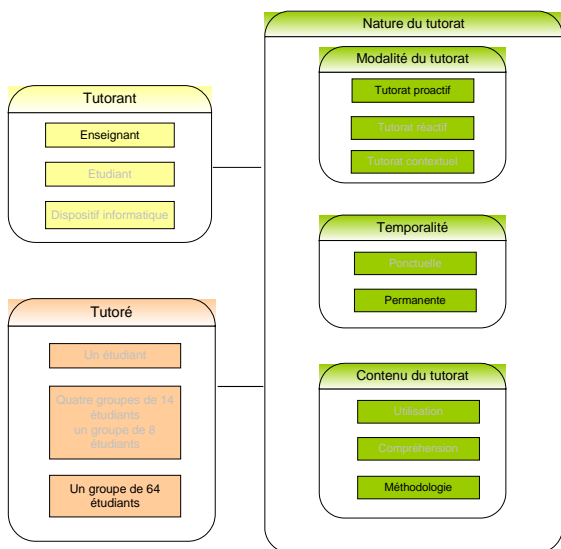 Tutorant
Enseignant
Etudiant
Dispositif informatique
Tutoré
Un étudiant
Quatre groupes de 14
étudiants
un groupe de 8
étudiants
Un groupe de 64
étudiants
Nature du tutorat
Modalité du tutorat
Tutorat proactif
Tutorat réactif
Tutorat contextuel
Temporalité
Ponctuelle
Permanente
Contenu du tutorat
Utilisation
Compréhension
Méthodologie